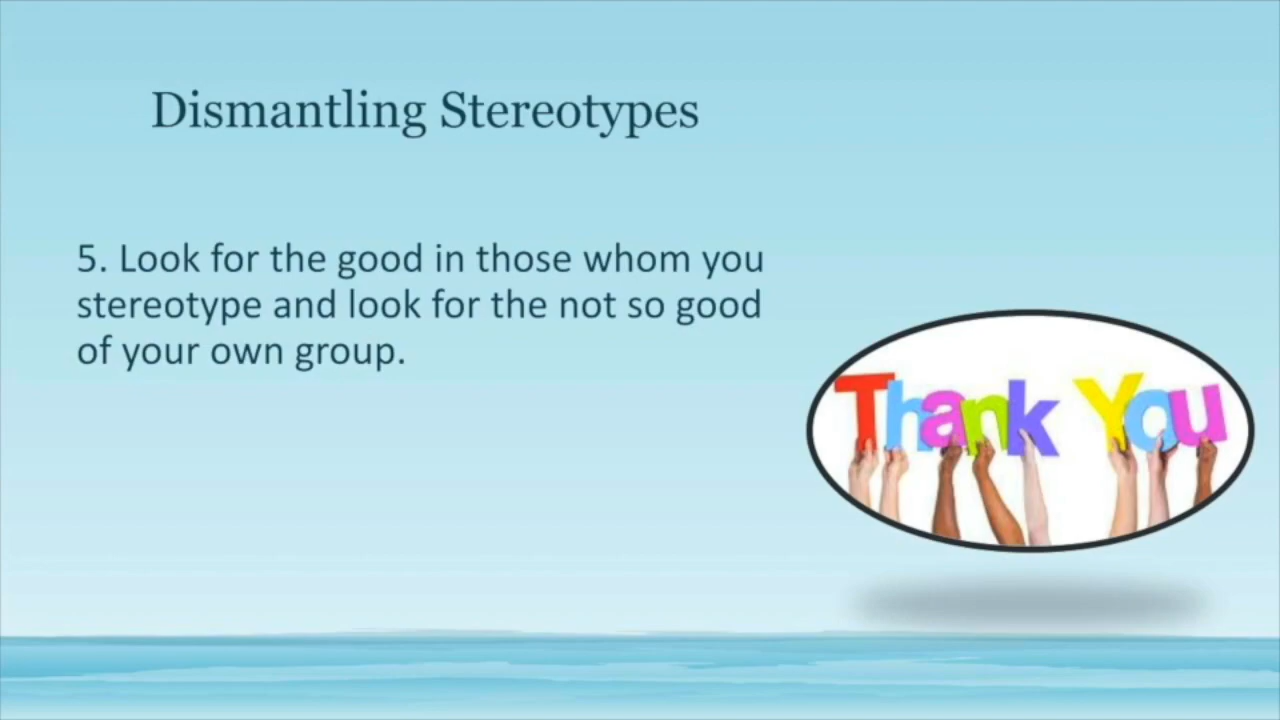 Dismantling Stereotypes
5. Look for the good in those whom you
stereotype and look for the not so good
of your own group.
Thank You